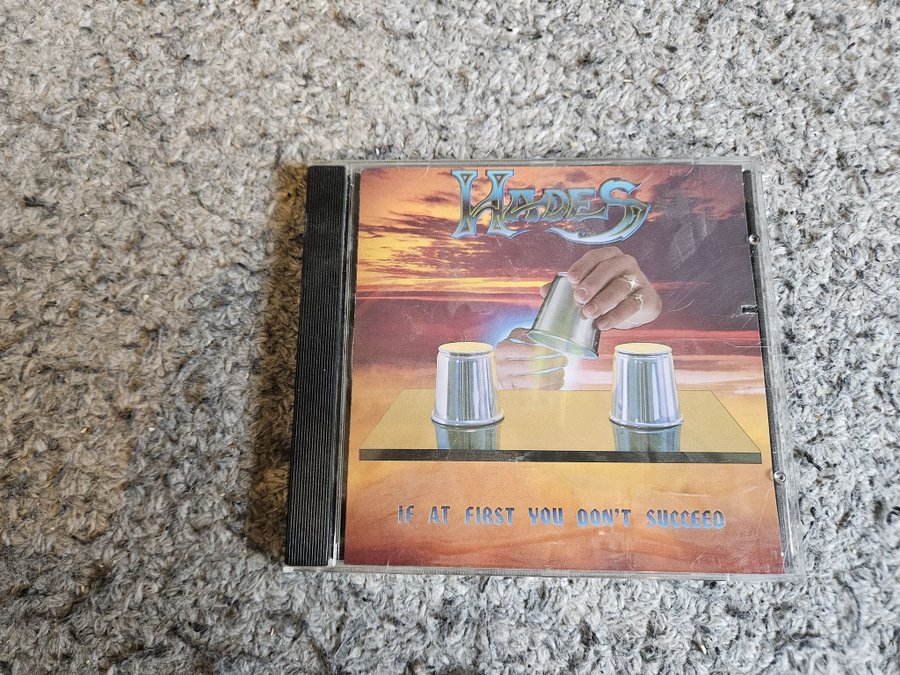 HADES
iF AT FIRST YOU DON'T SUCCEED